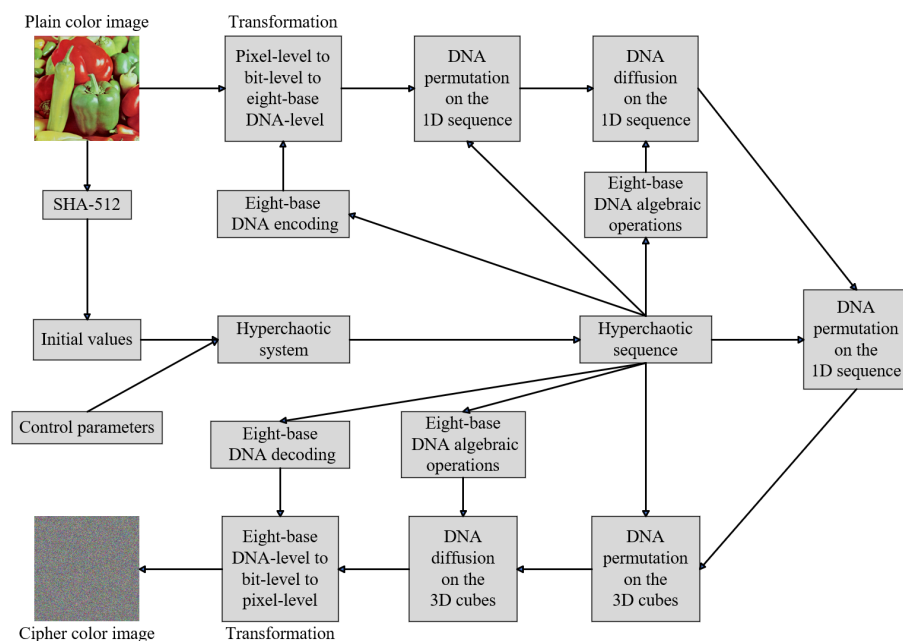 Plain color image
Transformation
Pixel-level to
bit-level to
eight-base
DNA-level
DNA
permutation
on the
1D sequence
DNA
diffusion
on the
1D sequence
SHA-512
Eight-base
DNA encoding
Eight-base
DNA algebraic
operations
Initial values
Hyperchaotic
system
Hyperchaotic
sequence
DNA
permutation
on the
1D sequence
Control parameters
Eight-base
DNA decoding
Eight-base
DNA algebraic
operations
Eight-base
DNA-level to
bit-level to
pixel-level
DNA
diffusion
on the
3D cubes
DNA
permutation
on the
3D cubes
Cipher color image
Transformation